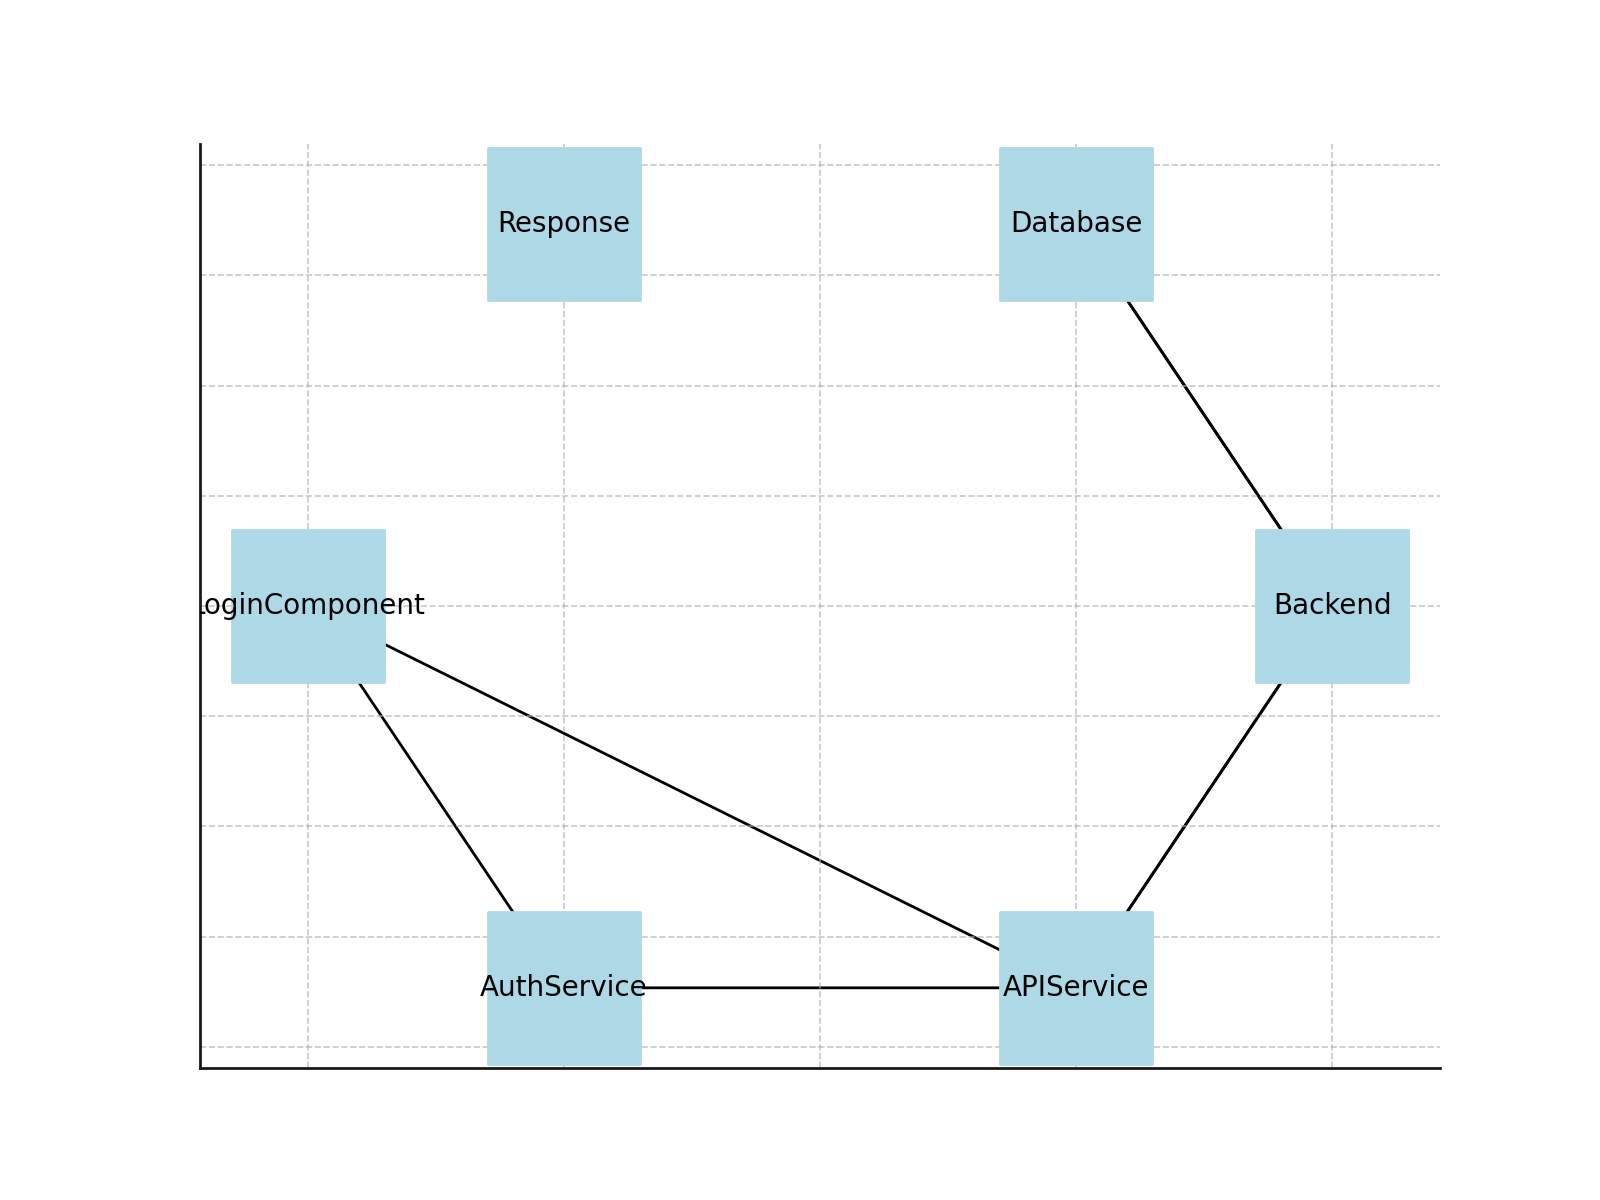 Response
Database
LoginComponent
Backend
AuthService
APIService